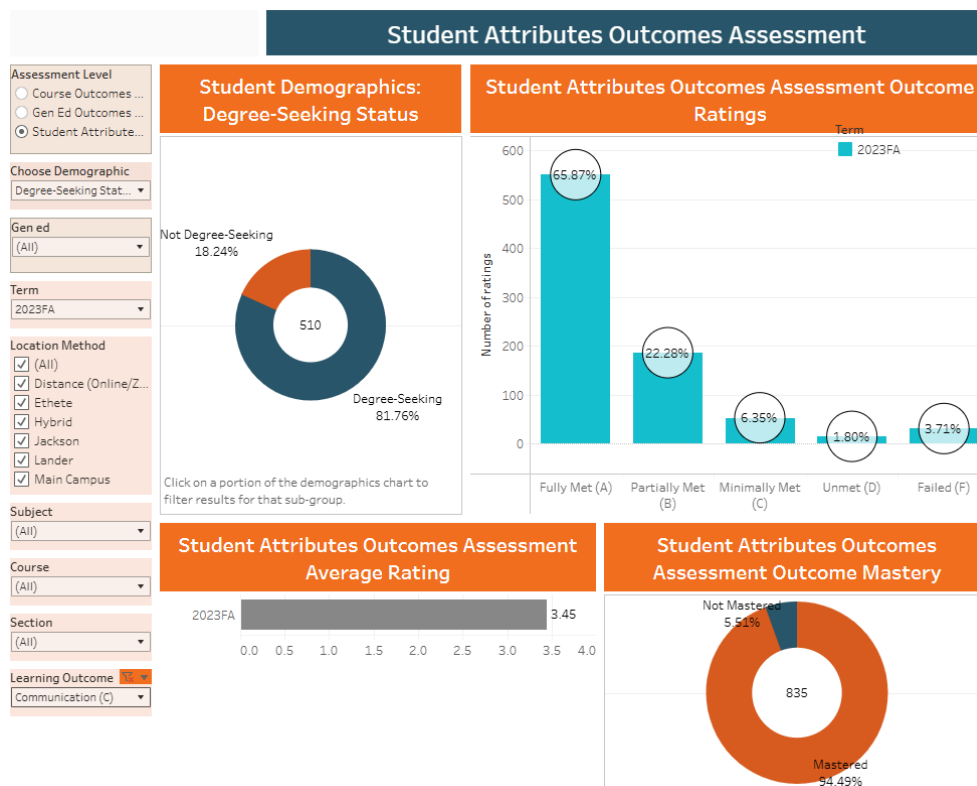 Student Attributes Outcomes Assessment
Assessment Level
Course Outcomes ...
Gen Ed Outcomes ...
Student Attribute...
Choose Demographic
Degree-Seeking Stat...
Gen ed
(All)
Term
2023FA
Location Method
(All)
Distance (Online/Z...
Ethete
Hybrid
Jackson
Lander
Main Campus
Subject
(All)
Course
(All)
Section
(All)
Learning Outcome
Communication (C)
Student Demographics:
Degree-Seeking Status
Not Degree-Seeking
18.24%
510
Degree-Seeking
81.76%
Click on a portion of the demographics chart to
filter results for that sub-group.
Student Attributes Outcomes Assessment Outcome
Ratings
Term
2023FA
Number of ratings
600
500
400
300
200
100
0
65.87%
22.28%
6.35%
1.80%
3.71%
Fully Met (A)
Partially Met
(B)
Minimally Met
(C)
Unmet (D)
Failed (F)
Student Attributes Outcomes Assessment
Average Rating
2023FA
3.45
0.0 0.5 1.0 1.5 2.0 2.5 3.0 3.5 4.0
Student Attributes Outcomes
Assessment Outcome Mastery
Not Mastered
5.51%
835
Mastered
94.49%